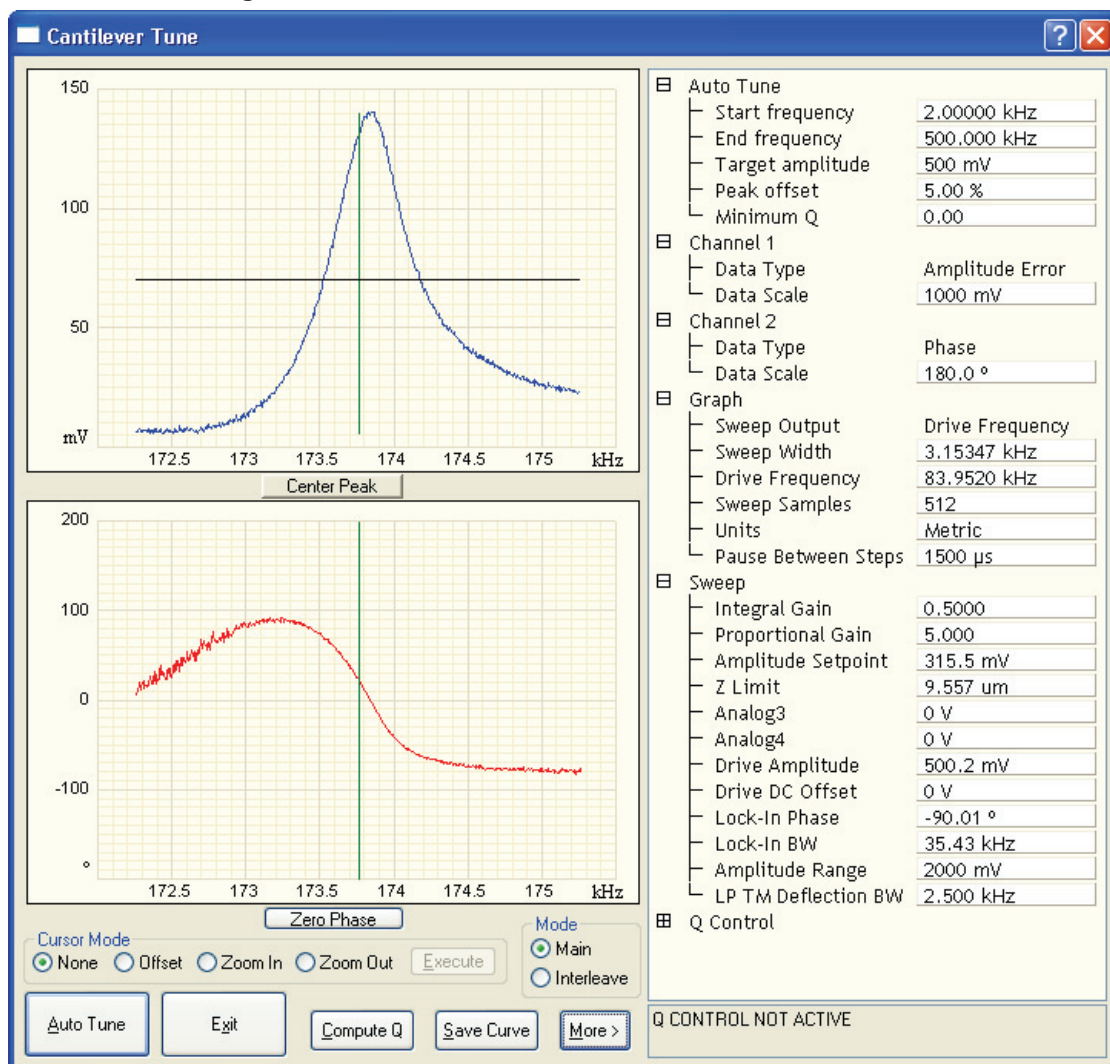 Cantilever Tune
150
100
50
mV
172.5 173 173.5 174 174.5 175 kHz
Center Peak
200
100
0
-100
°
172.5 173 173.5 174 174.5 175 kHz
Zero Phase
Cursor Mode
None Offset Zoom In Zoom Out Execute
Mode
Main
Interleave
Auto Tune Exit Compute Q Save Curve More >
Auto Tune
Start frequency 2.00000 kHz
End frequency 500.000 kHz
Target amplitude 500 mV
Peak offset 5.00 %
Minimum Q 0.00
Channel 1
Data Type Amplitude Error
Data Scale 1000 mV
Channel 2
Data Type Phase
Data Scale 180.0 º
Graph
Sweep Output Drive Frequency
Sweep Width 3.15347 kHz
Drive Frequency 83.9520 kHz
Sweep Samples 512
Units Metric
Pause Between Steps 1500 µs
Sweep
Integral Gain 0.5000
Proportional Gain 5.000
Amplitude Setpoint 315.5 mV
Z Limit 9.557 um
Analog3 0 V
Analog4 0 V
Drive Amplitude 500.2 mV
Drive DC Offset 0 V
Lock-In Phase -90.01 º
Lock-In BW 35.43 kHz
Amplitude Range 2000 mV
LP TM Deflection BW 2.500 kHz
Q Control
Q CONTROL NOT ACTIVE